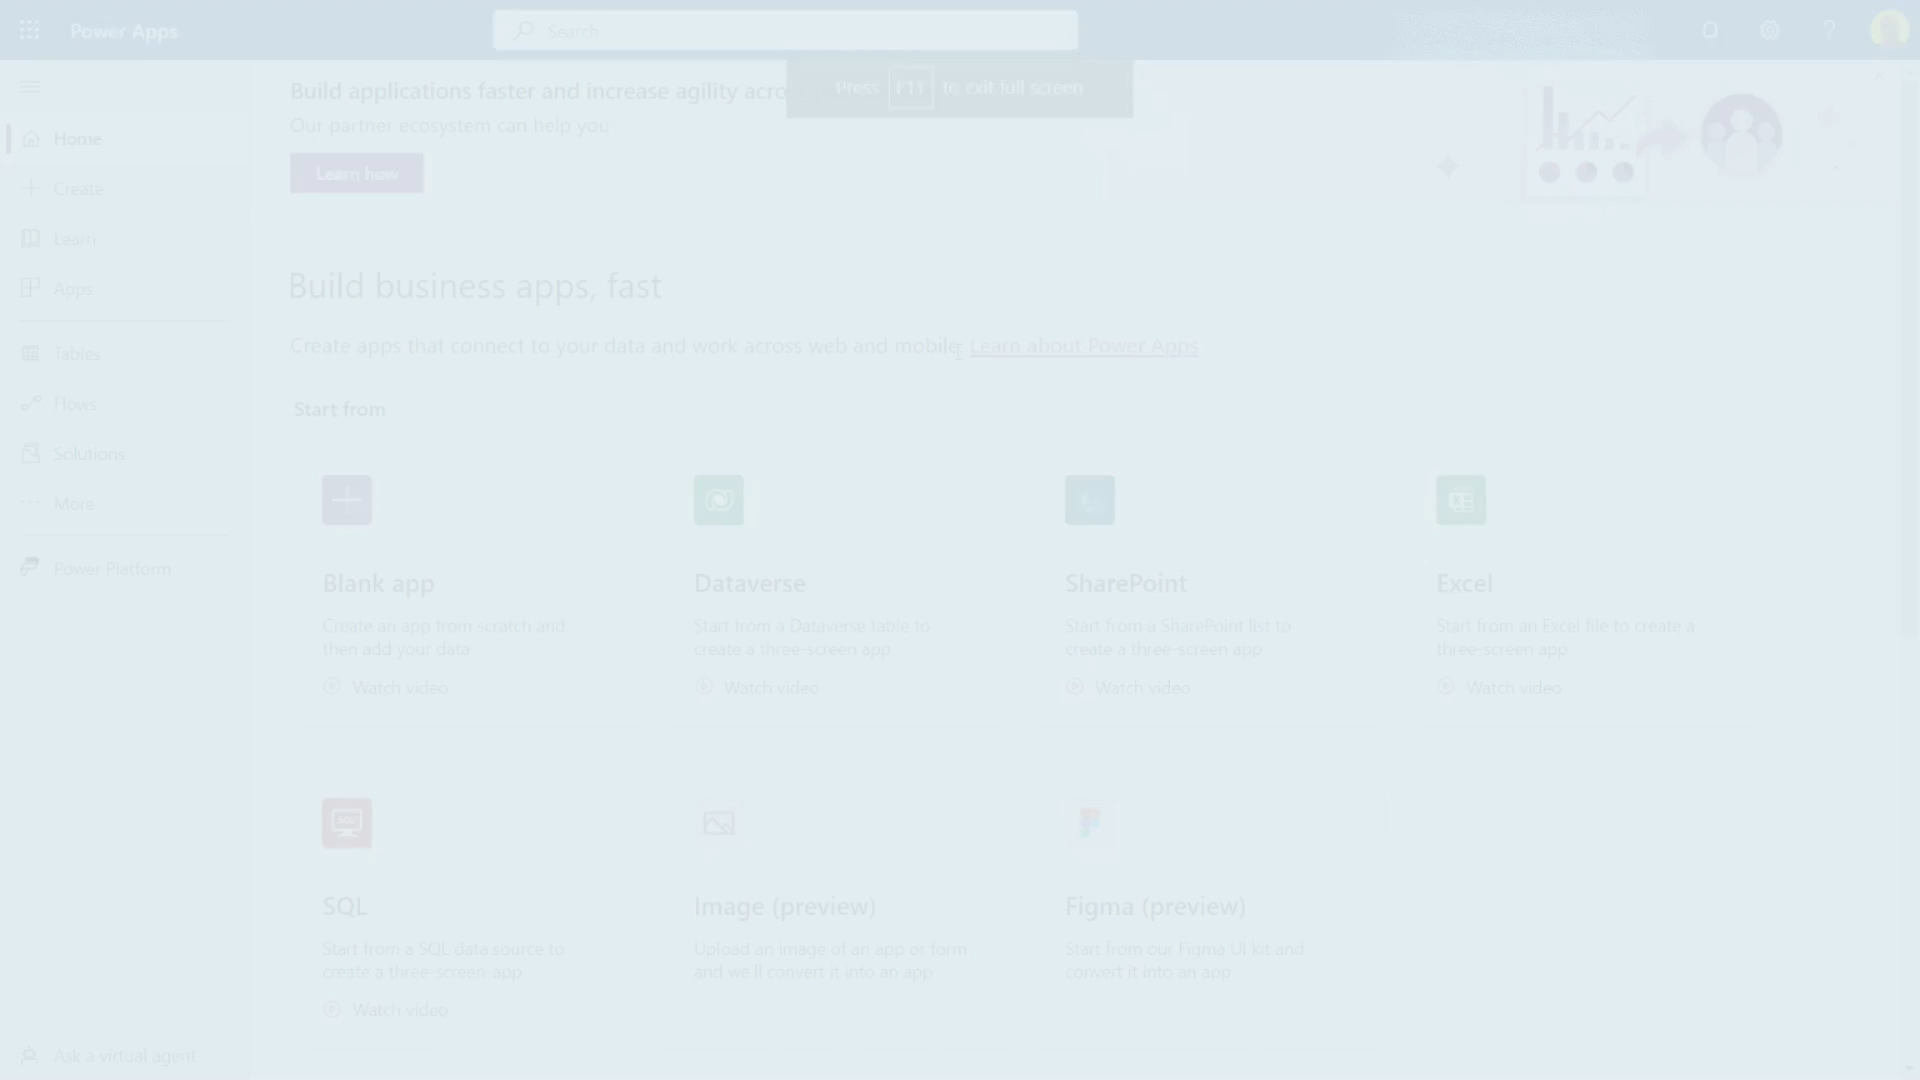 Power Apps
Search
Press F11 to exit full screen
Build applications faster and increase agility
Our partner ecosystem can help you
Learn how
Home
Create
Learn
Apps
Tables
Flows
Solutions
More
Power Platform
Ask a virtual agent
Build business apps, fast
Create apps that connect to your data and work across web and mobile. Learn about Power Apps
Start from
Blank app
Create an app from scratch and
then add your data
Watch video
Dataverse
Start from a Dataverse table to
create a three-screen app
Watch video
SharePoint
Start from a SharePoint list to
create a three-screen app
Watch video
Excel
Start from an Excel file to create a
three-screen app
Watch video
SQL
SQL
Start from a SQL data source to
create a three-screen-app
Watch video
Image (preview)
Upload an image of an app or form
and we'll convert it into an app
Figma (preview)
Start from our Figma UI kit and
convert it into an app